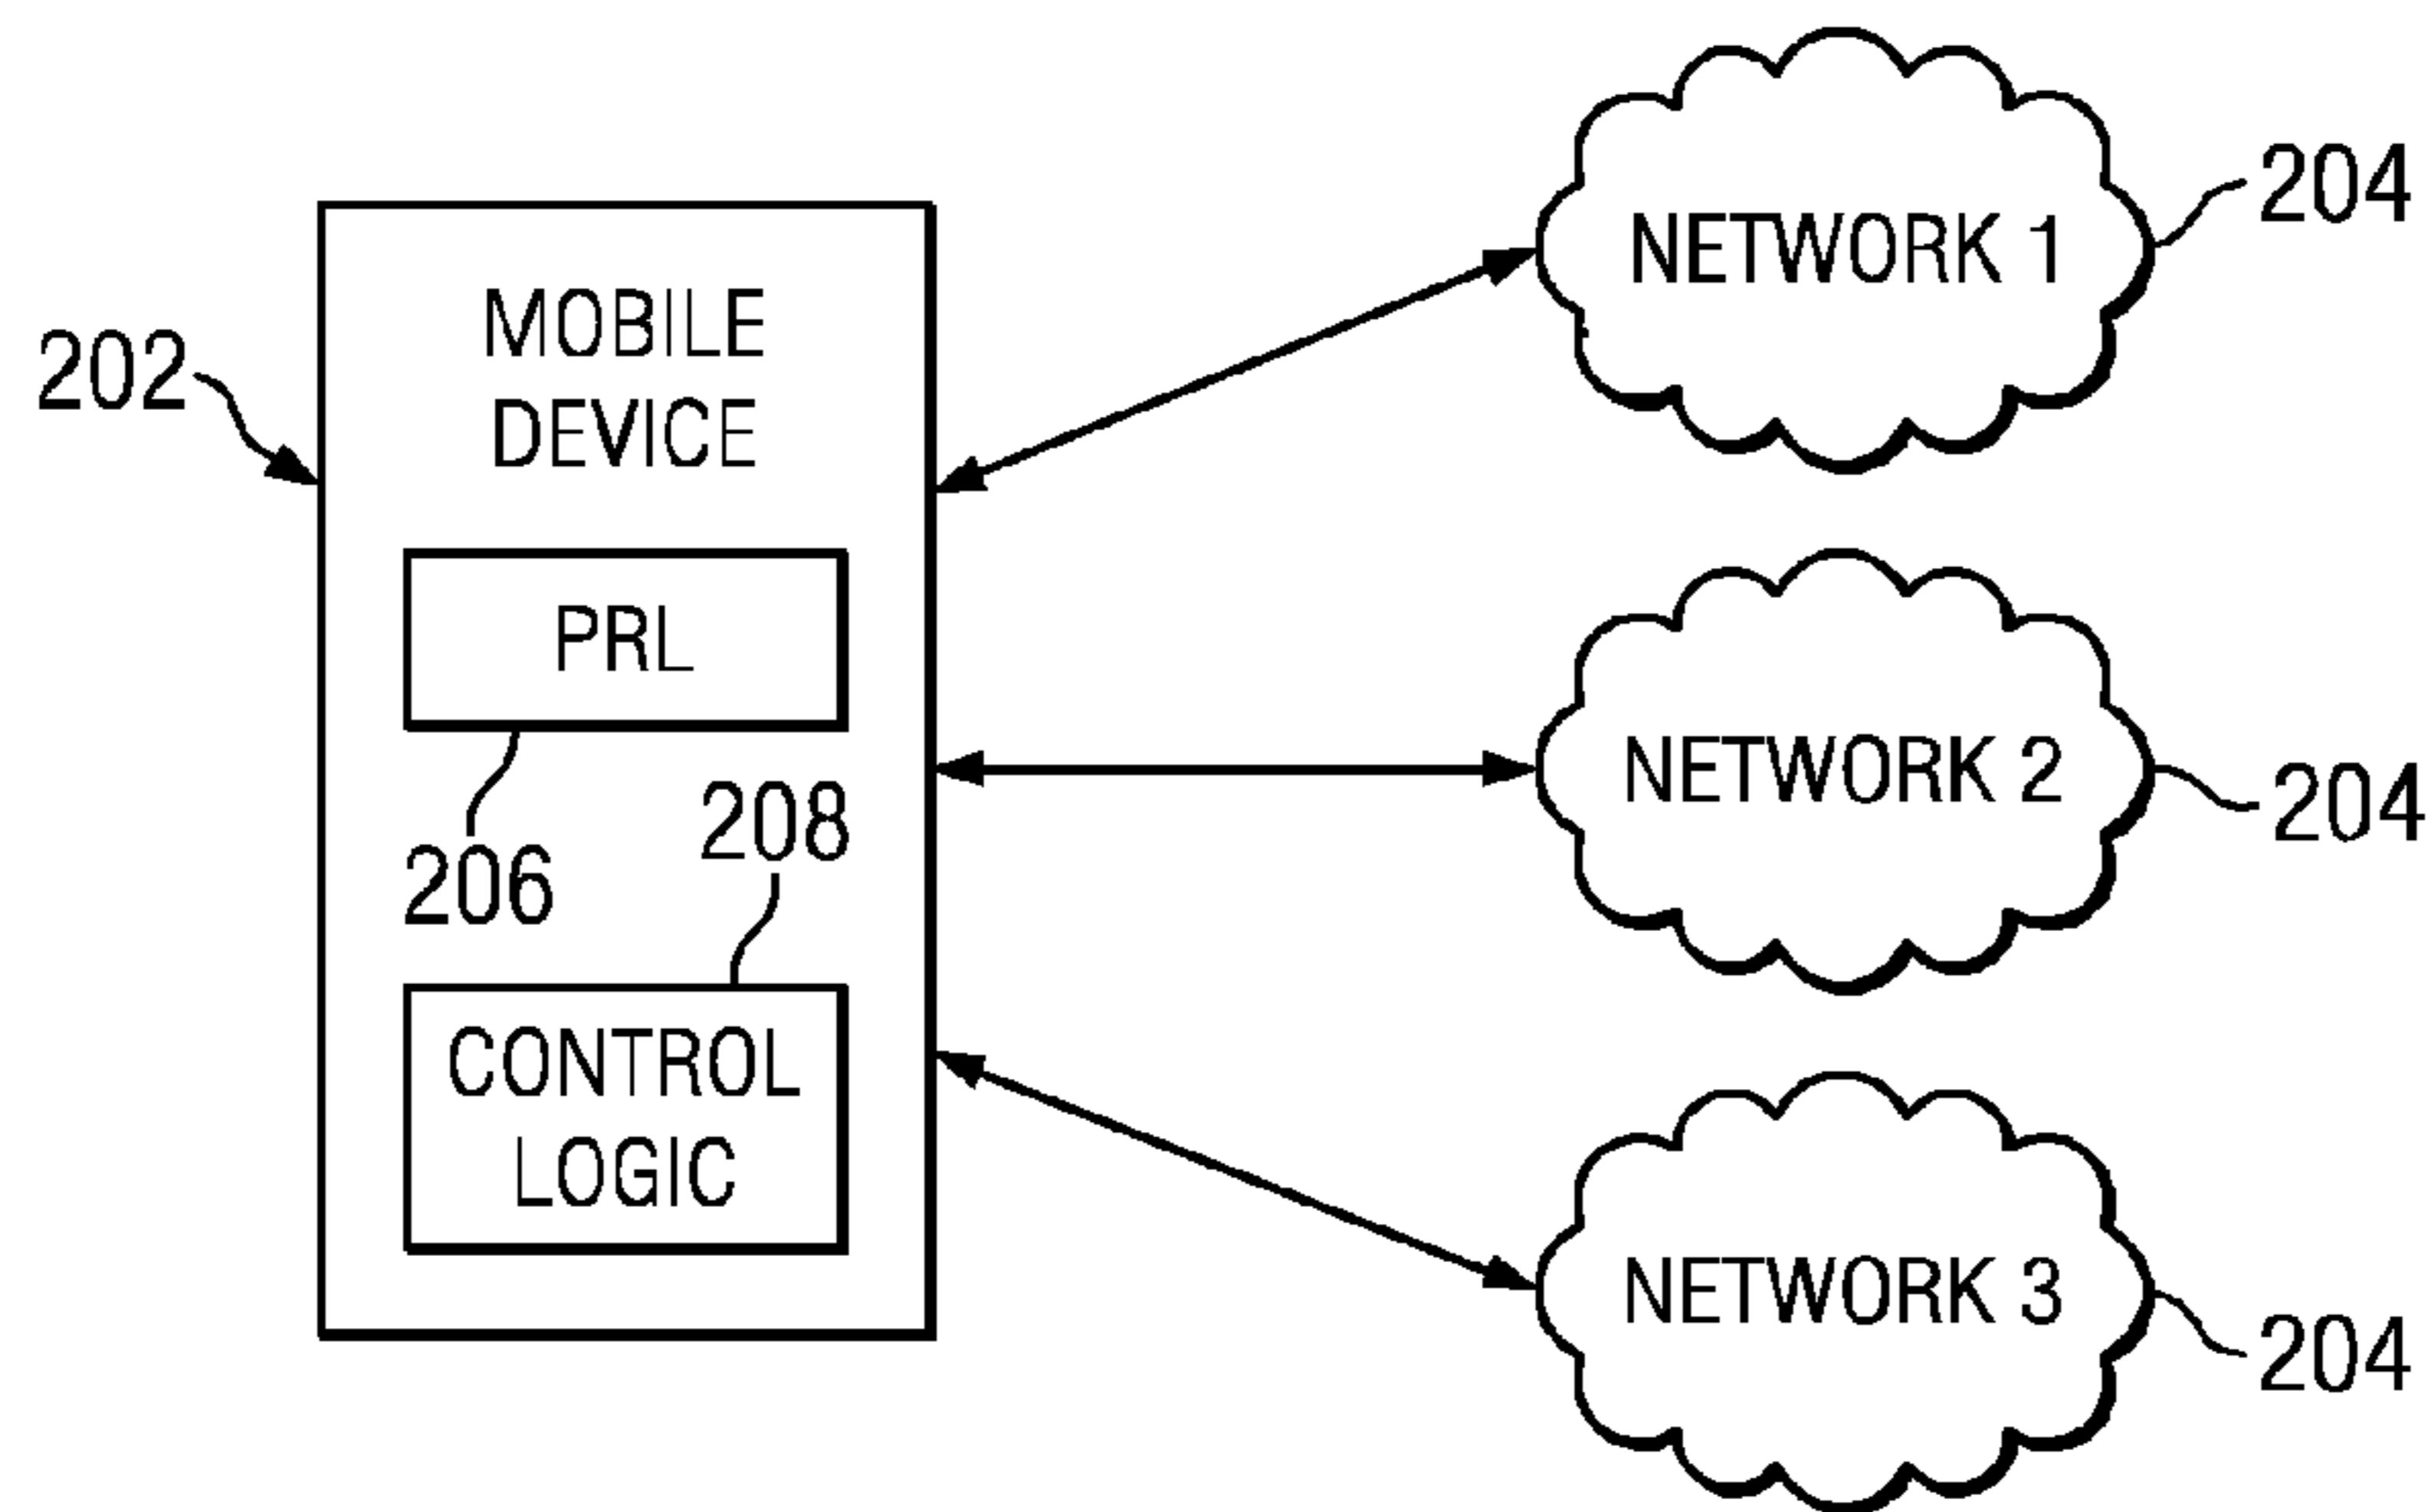 202
MOBILE
DEVICE
PRL
206
208
CONTROL
LOGIC
NETWORK 1
204
NETWORK 2
204
NETWORK 3
204